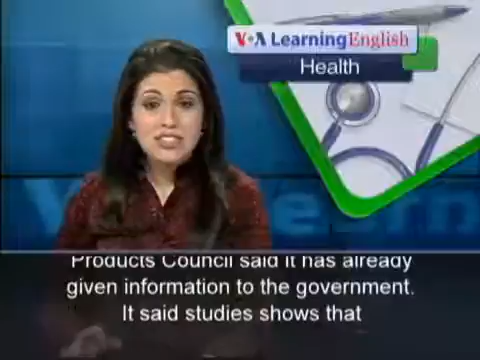 VOA LearningEnglish
Health
Products Council said it has already
given information to the government.
It said studies shows that